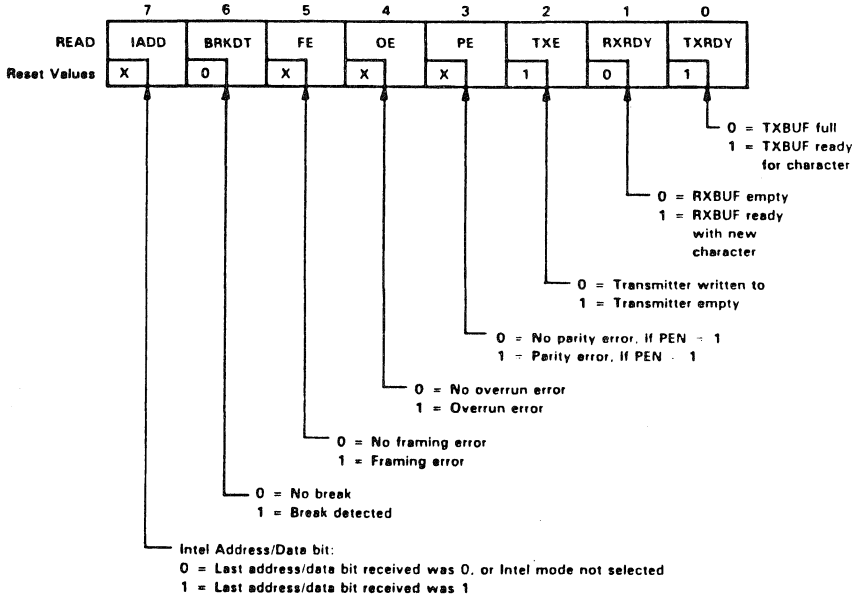 7 6 5 4 3 2 1 0
READ IADD BRKDT FE OE PE TXE RXRDY TXRDY
Reset Values X 0 X X X 1 0 1
0 = TXBUF full
1 = TXBUF ready
for character
0 = RXBUF empty
1 = RXBUF ready
with new
character
0 = Transmitter written to
1 = Transmitter empty
0 = No parity error, if PEN = 1
1 = Parity error, if PEN = 1
0 = No overrun error
1 = Overrun error
0 = No framing error
1 = Framing error
0 = No break
1 = Break detected
Intel Address/Data bit:
0 = Last address/data bit received was 0, or Intel mode not selected
1 = Last address/data bit received was 1